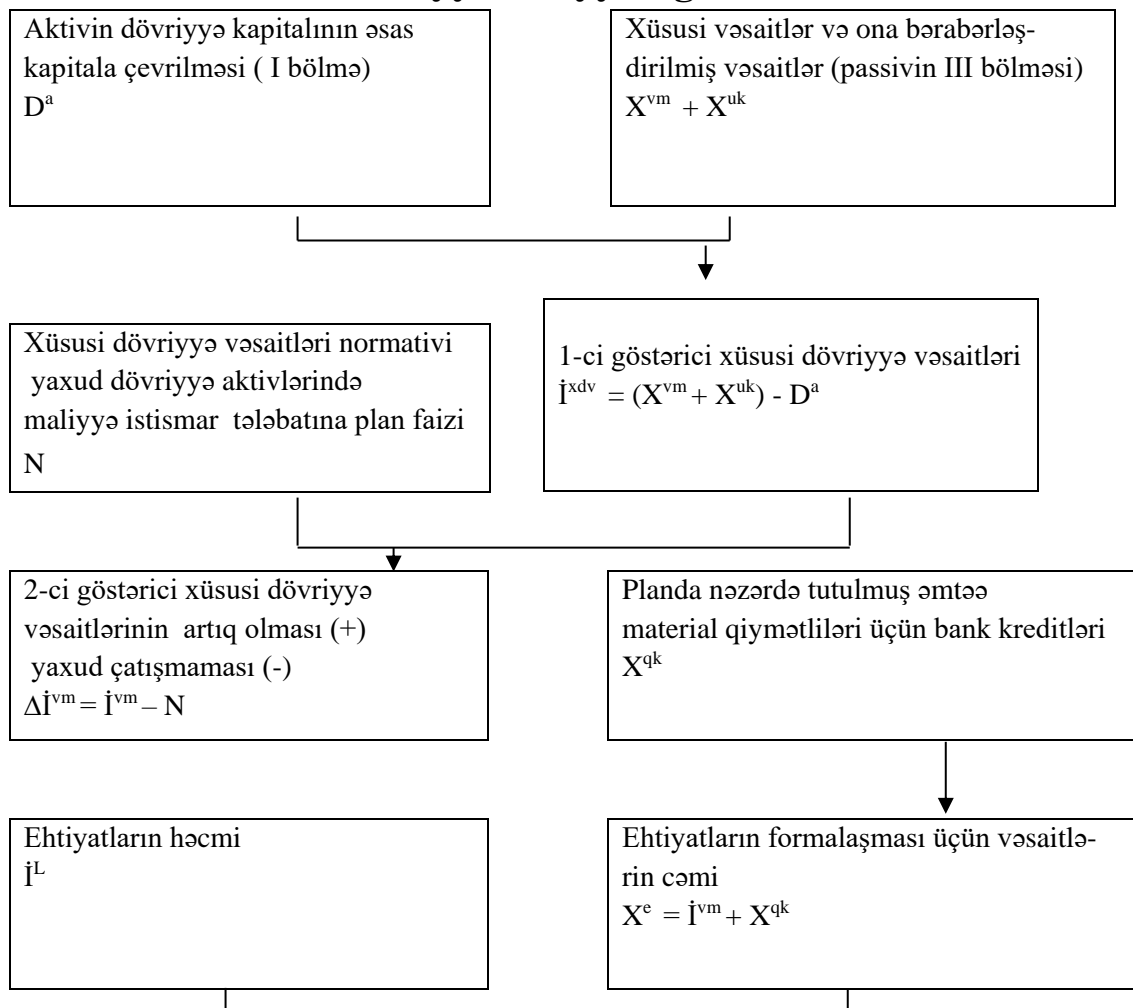 Aktivin dövriyyə kapitalının əsas
kapitala çevrilməsi ( I bölmə)
Dᵃ
Xüsusi vəsaitlər və ona bərabərləş-
dirilmiş vəsaitlər (passivin III bölməsi)
Xᵛᵐ + Xᵘᵏ
Xüsusi dövriyyə vəsaitləri normativi
yaxud dövriyyə aktivlərində
maliyyə istismar tələbatına plan faizi
N
1-ci göstərici xüsusi dövriyyə vəsaitləri
İˣᵈᵛ = (Xᵛᵐ + Xᵘᵏ) - Dᵃ
2-ci göstərici xüsusi dövriyyə
vəsaitlərinin artıq olması (+)
yaxud çatışmaması (-)
∆İᵛᵐ = İᵛᵐ – N
Planda nəzərdə tutulmuş əmtəə
material qiymətliləri üçün bank kreditləri
X^qk
Ehtiyatların həcmi
İᴸ
Ehtiyatların formalaşması üçün vəsaitlə-
rin cəmi
Xᵉ = İᵛᵐ + X^qk